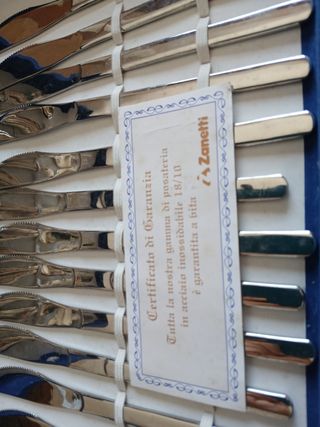 Certificato di Garanzia
Tutta la nostra gamma di posateria
in acciaio inossidabile 18/10
è garantita a vita
Zanetti